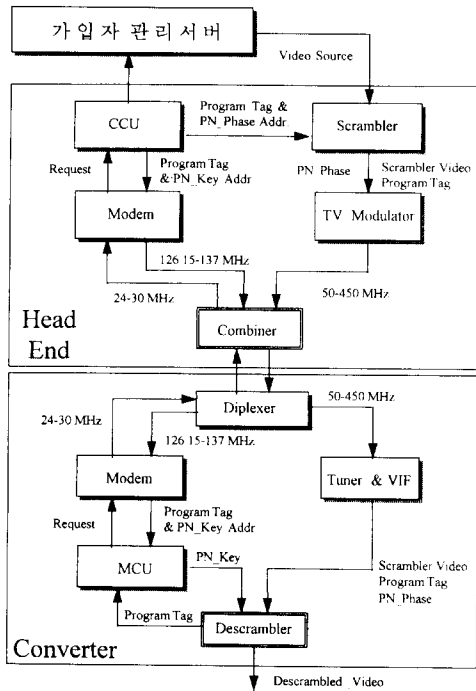 가입자 관리서버
Video Source
Program Tag &
PN_Phase Addr.
CCU
Scrambler
Request
Program Tag
& PN_Key Addr
PN_Phase
Scrambler Video
Program Tag
Modem
TV Modulator
126 15-137 MHz
24-30 MHz
50-450 MHz
Head
End
Combiner
Diplexer
50-450 MHz
24-30 MHz
126 15-137 MHz
Modem
Tuner & VIF
Request
Program Tag
& PN_Key Addr
PN_Key
MCU
Scrambler Video
Program Tag
PN_Phase
Program Tag
Descrambler
Converter
Descrambled Video